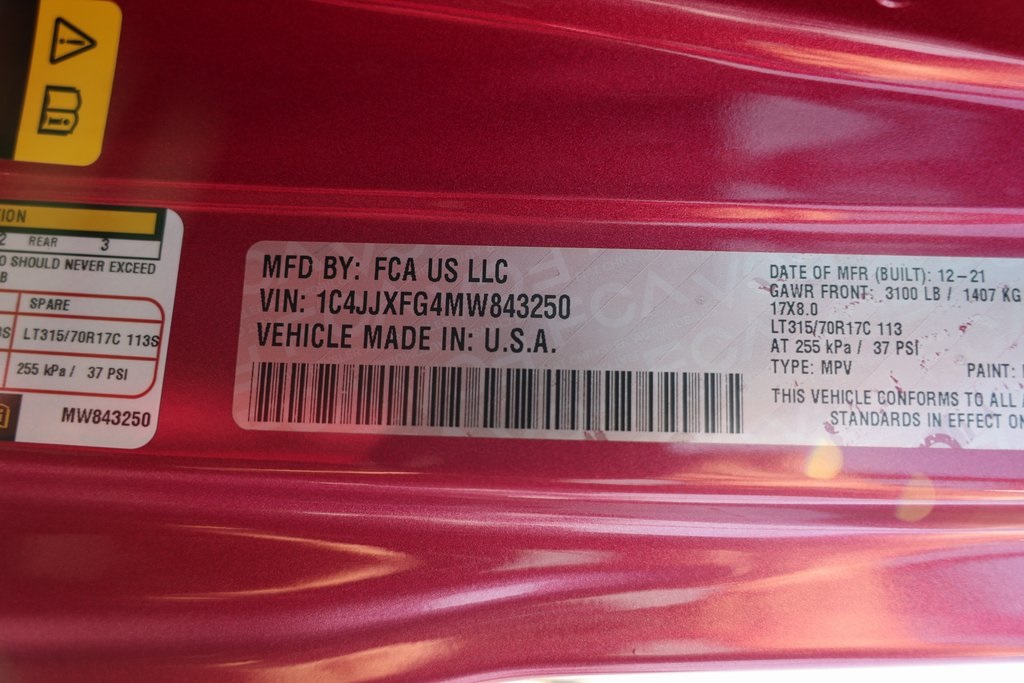 ION
2 REAR 3
O SHOULD NEVER EXCEED
B
SPARE
0S LT315/70R17C 113S
255 kPa / 37 PSI
MW843250
MFD BY: FCA US LLC
VIN: 1C4JJXFG4MW843250
VEHICLE MADE IN: U.S.A.
DATE OF MFR (BUILT): 12-21
GAWR FRONT: 3100 LB / 1407 KG
17X8.0
LT315/70R17C 113
AT 255 kPa / 37 PSI
TYPE: MPV PAINT:
THIS VEHICLE CONFORMS TO ALL A
STANDARDS IN EFFECT ON